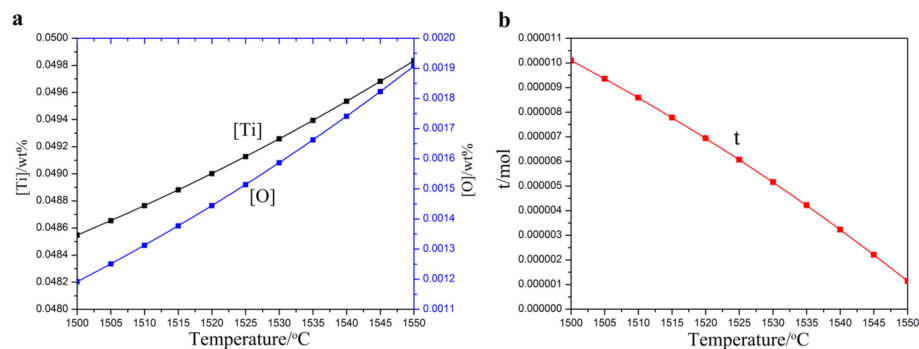 a
0.0500
0.0498
0.0496
0.0494
0.0492
0.0490
0.0488
0.0486
0.0484
0.0482
0.0480
[Ti]/wt%
[Ti]
[O]
0.0020
0.0019
0.0018
0.0017
0.0016
0.0015
0.0014
0.0013
0.0012
0.0011
[O]/wt%
1500 1505 1510 1515 1520 1525 1530 1535 1540 1545 1550
Temperature/°C
b
0.000011
0.000010
0.000009
0.000008
0.000007
0.000006
0.000005
0.000004
0.000003
0.000002
0.000001
0.000000
t/mol
t
1500 1505 1510 1515 1520 1525 1530 1535 1540 1545 1550
Temperature/°C